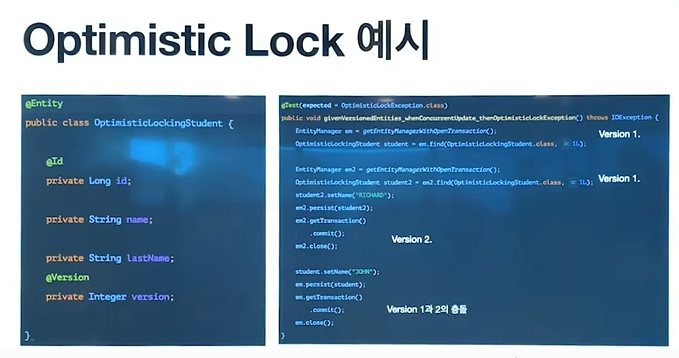 Optimistic Lock 예시
@Entity
public class OptimisticLockingStudent {
@Id
private Long id;
private String name;
private String lastName;
@Version
private Integer version;
}
@Test(expected = OptimisticLockException.class)
public void givenVersionedEntities_whenConcurrentUpdate_thenOptimisticLockException() throws IOException {
EntityManager em = getEntityManagerWithOpenTransaction();
Version 1.
OptimisticLockingStudent student = em.find(OptimisticLockingStudent.class, o: 1L);
EntityManager em2 = getEntityManagerWithOpenTransaction();
Version 1.
OptimisticLockingStudent student2 = em2.find(OptimisticLockingStudent.class, o: 1L);
student2.setName("RICHARD");
em2.persist(student2);
em2.getTransaction()
.commit();
Version 2.
em2.close();
student.setName("JOHN");
em.persist(student);
em.getTransaction()
.commit();
Version 1과 2의 충돌
em.close();
}